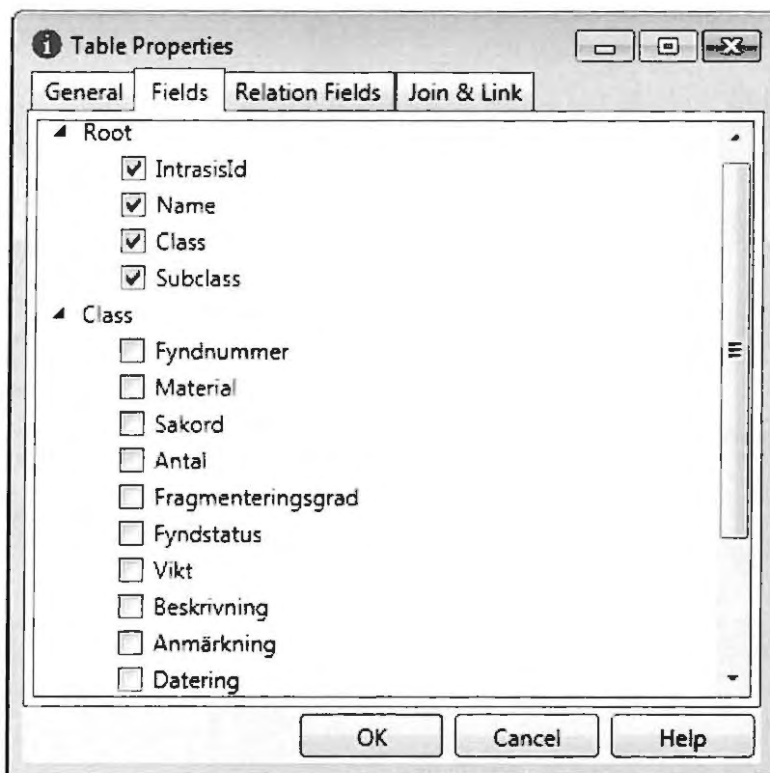 Table Properties
General Fields Relation Fields Join & Link
Root
IntrasisId
Name
Class
Subclass
Class
Fyndnummer
Material
Sakord
Antal
Fragmenteringsgrad
Fyndstatus
Vikt
Beskrivning
Anmärkning
Datering
OK Cancel Help